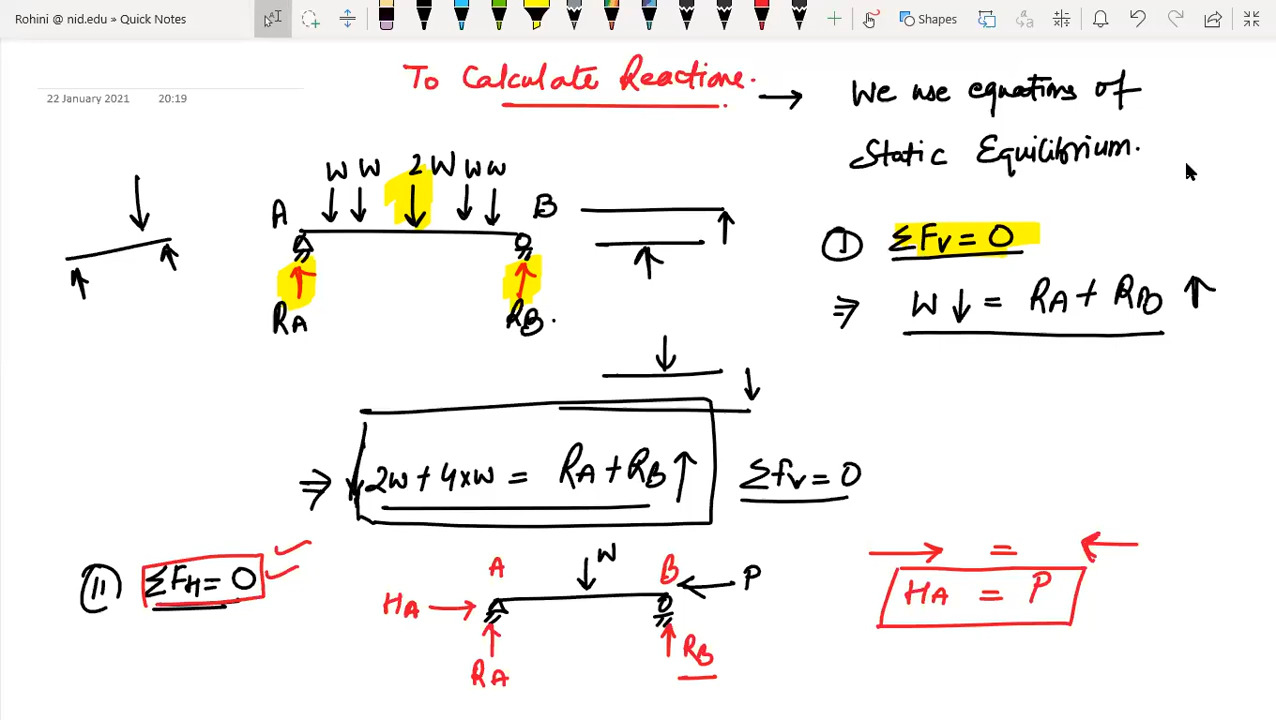 Rohini @ nid.edu » Quick Notes
Shapes
22 January 2021 20:19
To Calculate Reactions.
We use equations of
Static Equilibrium.
W W 2W W W
A B
RA RB.
① ΣFv = 0
⇒ W↓ = RA + RB ↑
⇒ ↓2W + 4×W = RA + RB ↑ ΣFv = 0
⑪ ΣFH = 0
A W B P
HA
RA RB
→ = ←
HA = P